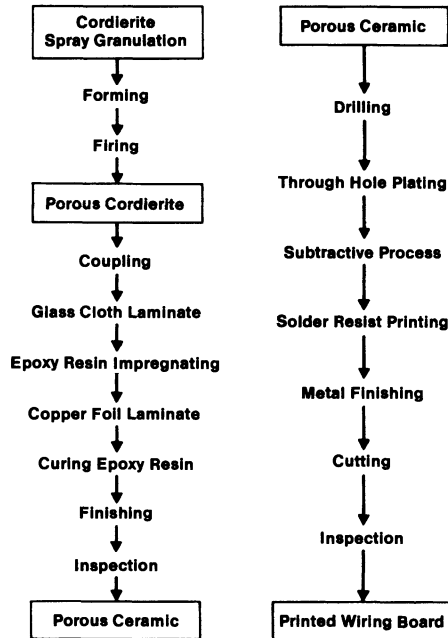 Cordierite
Spray Granulation
Forming
Firing
Porous Cordierite
Coupling
Glass Cloth Laminate
Epoxy Resin Impregnating
Copper Foil Laminate
Curing Epoxy Resin
Finishing
Inspection
Porous Ceramic
Porous Ceramic
Drilling
Through Hole Plating
Subtractive Process
Solder Resist Printing
Metal Finishing
Cutting
Inspection
Printed Wiring Board